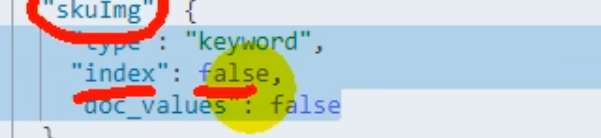 "skuImg" {
"type": "keyword",
"index": false,
"doc_values": false
}